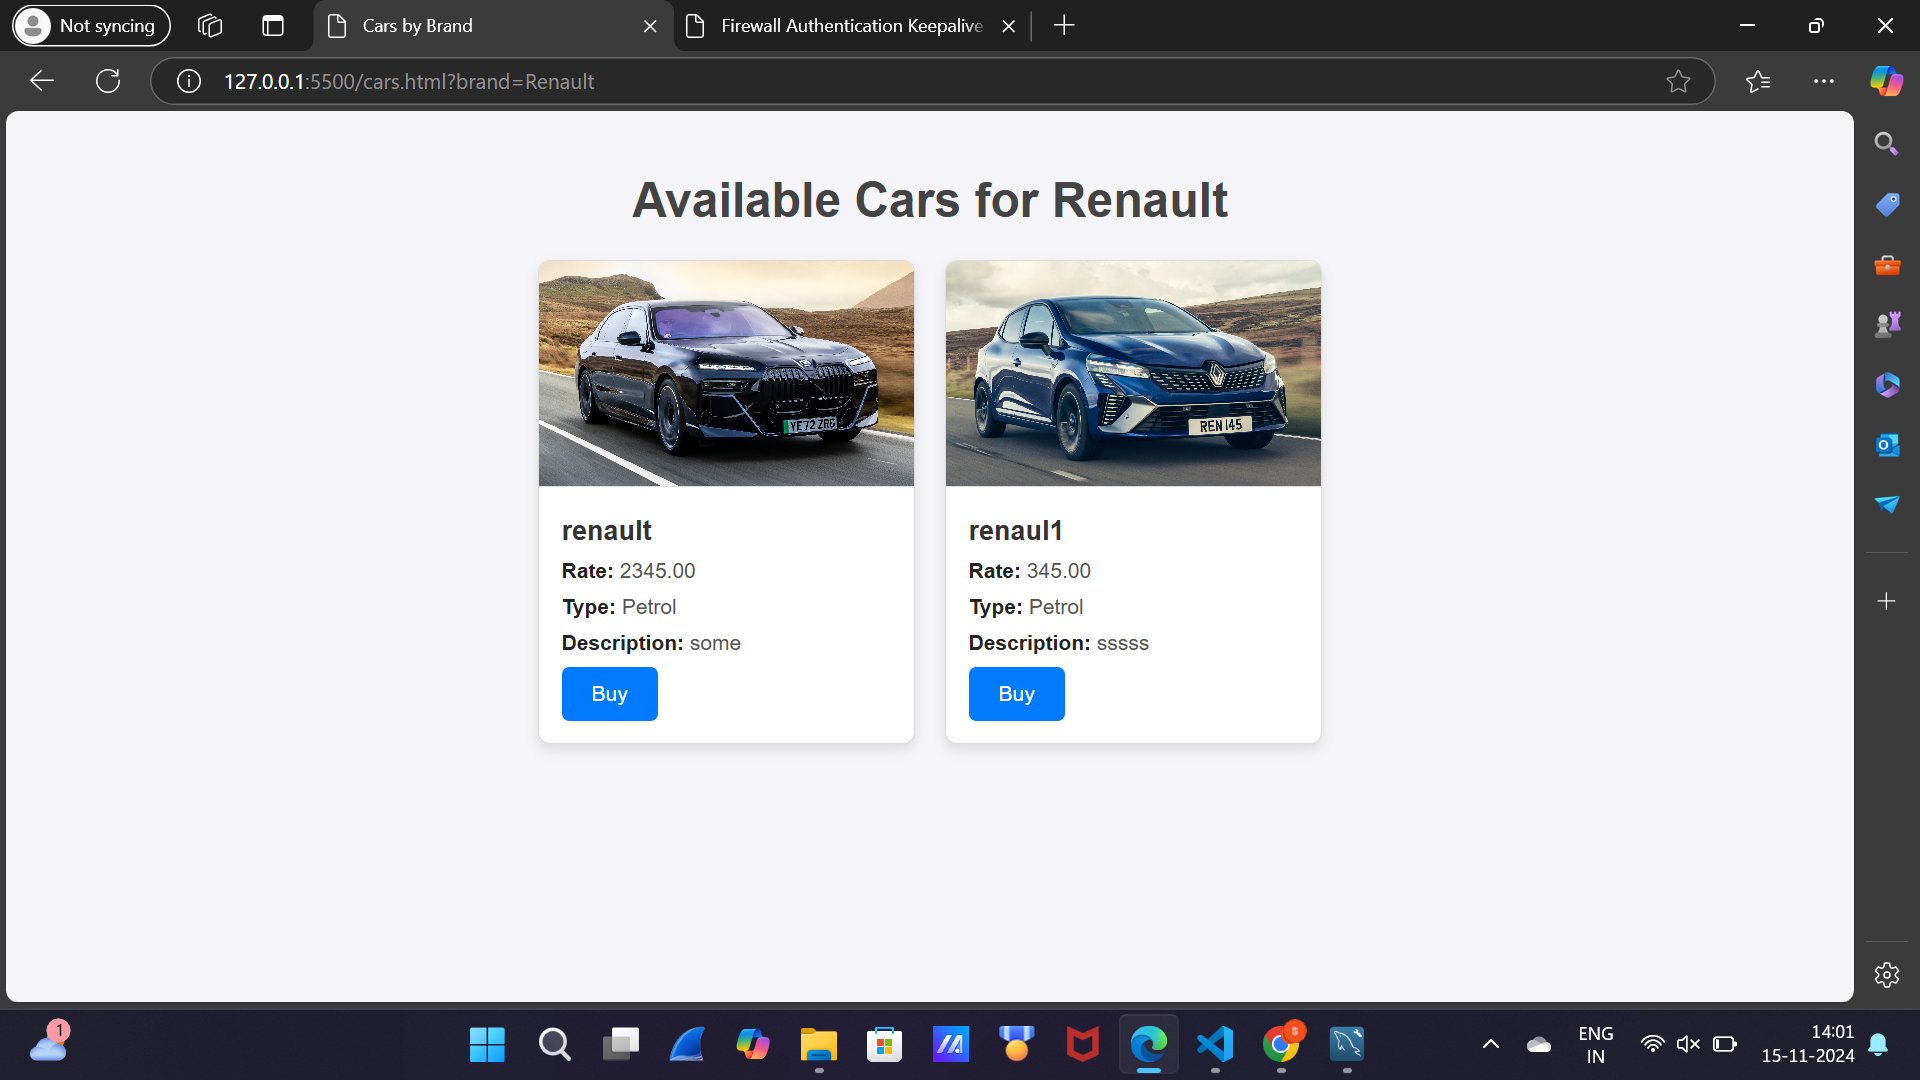 Not syncing
Cars by Brand
Firewall Authentication Keepalive
127.0.0.1:5500/cars.html?brand=Renault
Available Cars for Renault
YE72 ZRG
renault
Rate: 2345.00
Type: Petrol
Description: some
Buy
REN 145
renaul1
Rate: 345.00
Type: Petrol
Description: sssss
Buy
1
S
ENG
IN
14:01
15-11-2024